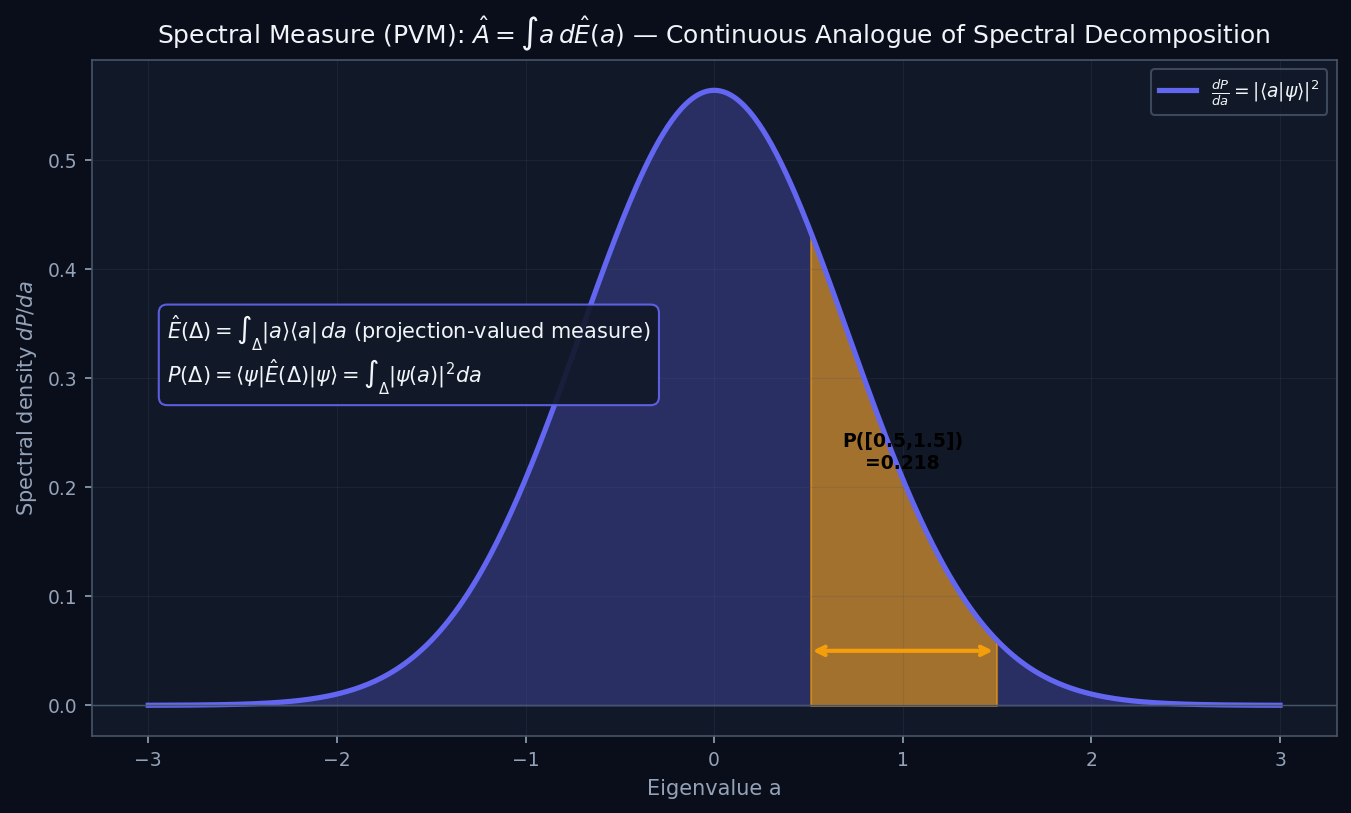 Spectral Measure (PVM): Â = ∫ a dÊ(a) — Continuous Analogue of Spectral Decomposition
dP/da = |⟨a|ψ⟩|²
Spectral density dP/da
0.5
0.4
0.3
0.2
0.1
0.0
Ê(Δ) = ∫_Δ |a⟩⟨a| da (projection-valued measure)
P(Δ) = ⟨ψ|Ê(Δ)|ψ⟩ = ∫_Δ |ψ(a)|² da
P([0.5,1.5])
=0.218
−3 −2 −1 0 1 2 3
Eigenvalue a